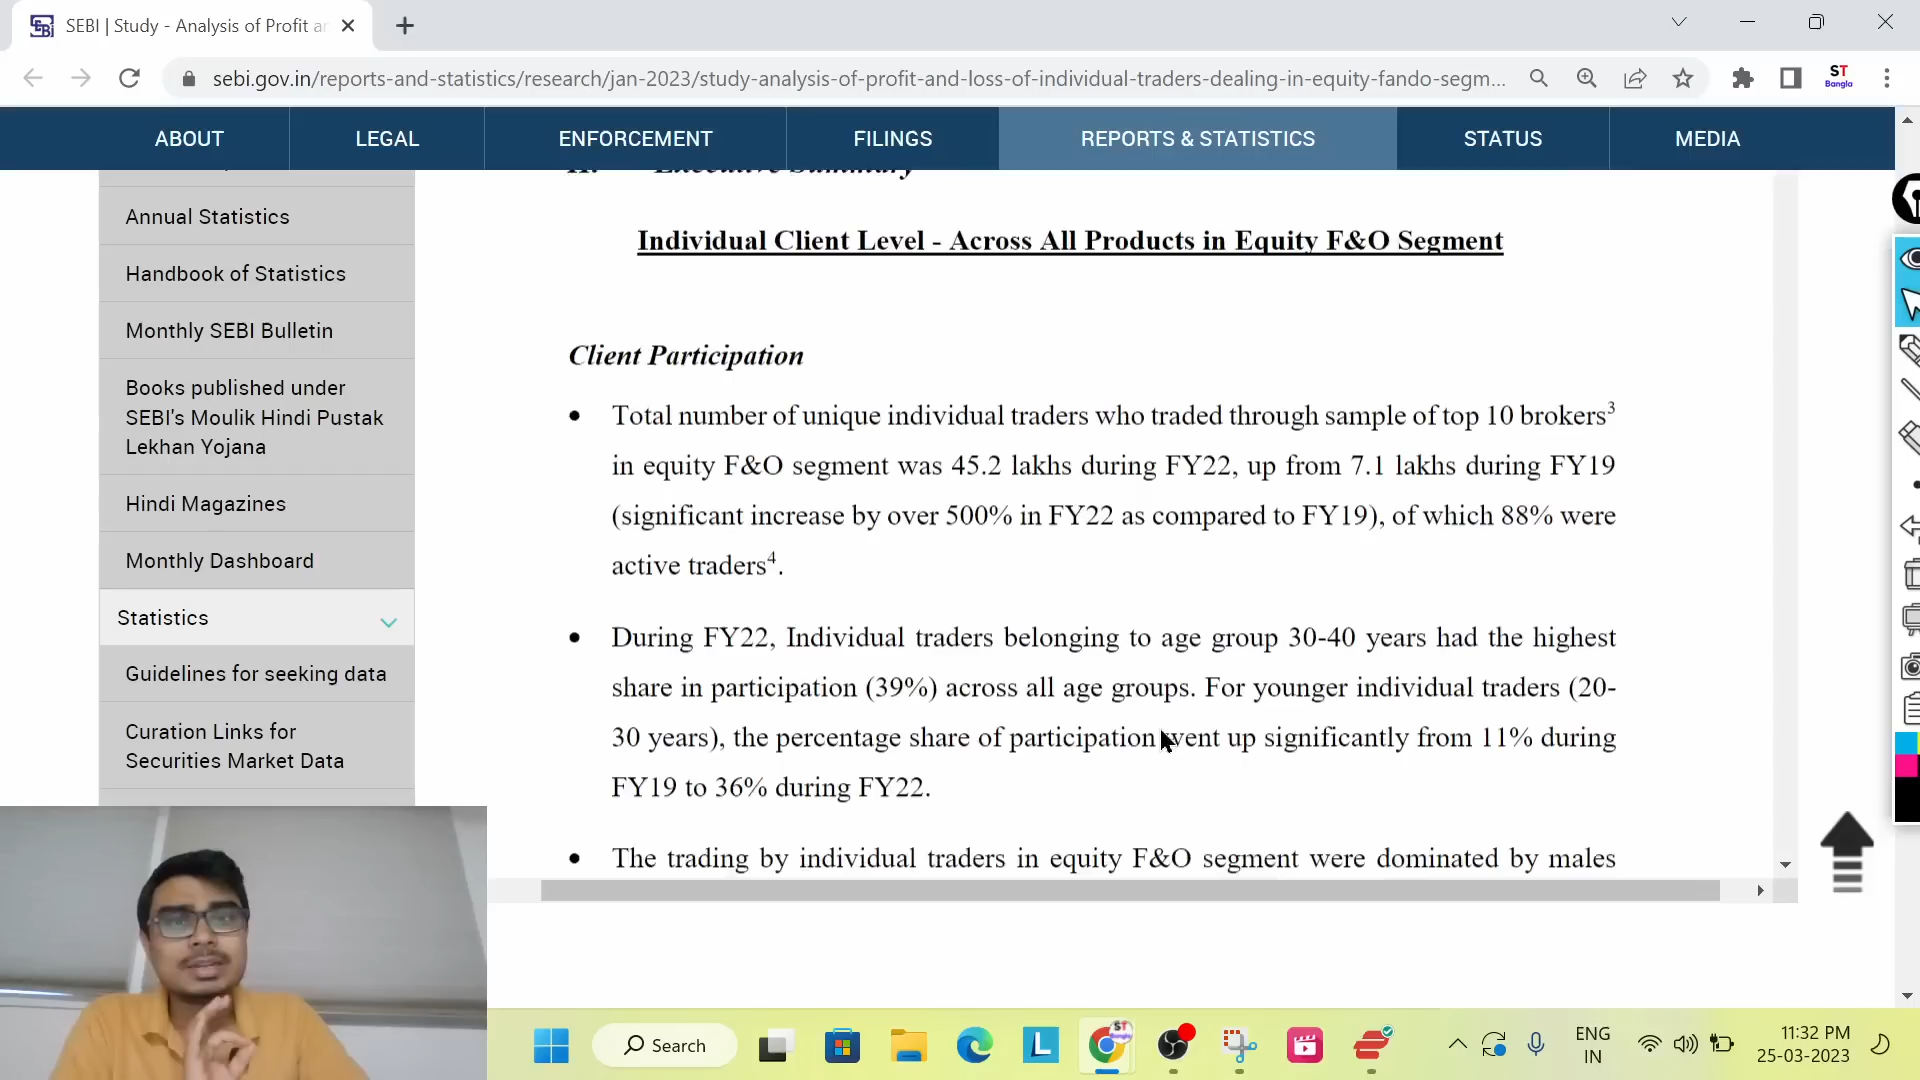 SEBI | Study - Analysis of Profit an
sebi.gov.in/reports-and-statistics/research/jan-2023/study-analysis-of-profit-and-loss-of-individual-traders-dealing-in-equity-fando-segm...
ST
Bangla
ABOUT
LEGAL
ENFORCEMENT
FILINGS
REPORTS & STATISTICS
STATUS
MEDIA
Annual Statistics
Handbook of Statistics
Monthly SEBI Bulletin
Books published under
SEBI's Moulik Hindi Pustak
Lekhan Yojana
Hindi Magazines
Monthly Dashboard
Statistics
Guidelines for seeking data
Curation Links for
Securities Market Data
II. Executive Summary
Individual Client Level - Across All Products in Equity F&O Segment
Client Participation
• Total number of unique individual traders who traded through sample of top 10 brokers3
in equity F&O segment was 45.2 lakhs during FY22, up from 7.1 lakhs during FY19
(significant increase by over 500% in FY22 as compared to FY19), of which 88% were
active traders4.
• During FY22, Individual traders belonging to age group 30-40 years had the highest
share in participation (39%) across all age groups. For younger individual traders (20-
30 years), the percentage share of participation went up significantly from 11% during
FY19 to 36% during FY22.
• The trading by individual traders in equity F&O segment were dominated by males
Search
L
ST
Bangla
ENG
IN
11:32 PM
25-03-2023